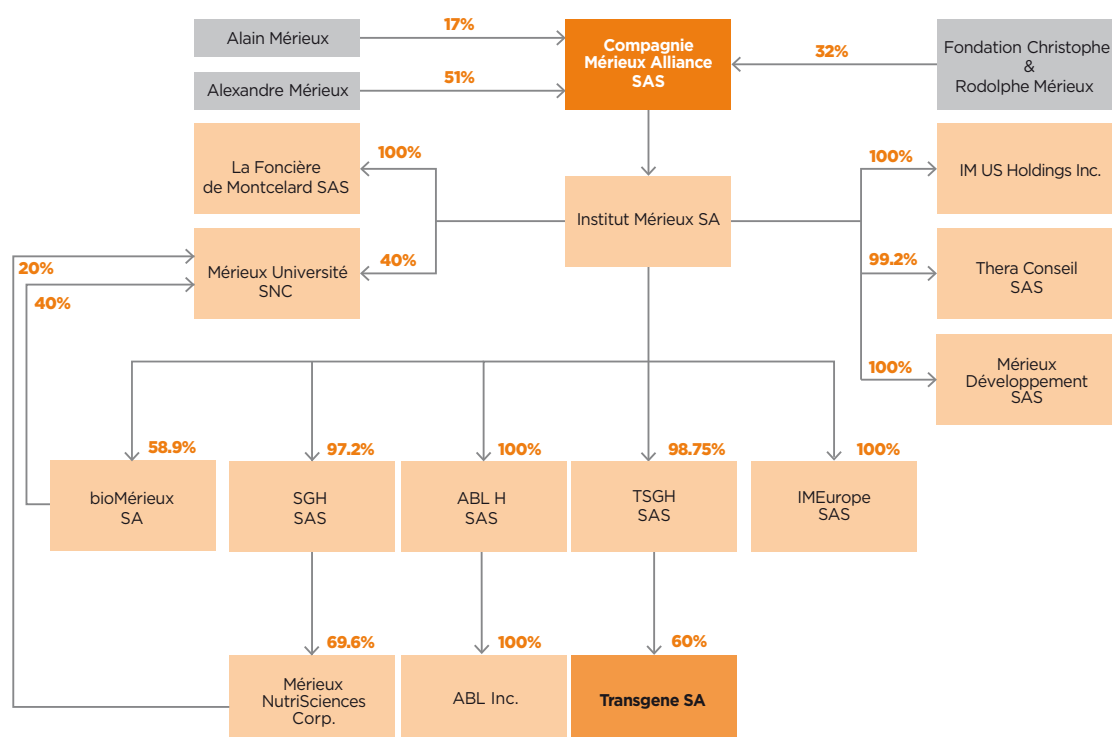 Alain Mérieux
17%
Compagnie
Mérieux Alliance
SAS
32%
Fondation Christophe
&
Rodolphe Mérieux
Alexandre Mérieux
51%
La Foncière
de Montcelard SAS
100%
Institut Mérieux SA
100%
IM US Holdings Inc.
20%
40%
Mérieux Université
SNC
40%
99.2%
Thera Conseil
SAS
100%
Mérieux
Développement
SAS
58.9%
97.2%
100%
98.75%
100%
bioMérieux
SA
SGH
SAS
ABL H
SAS
TSGH
SAS
IMEurope
SAS
69.6%
100%
60%
Mérieux
NutriSciences
Corp.
ABL Inc.
Transgene SA